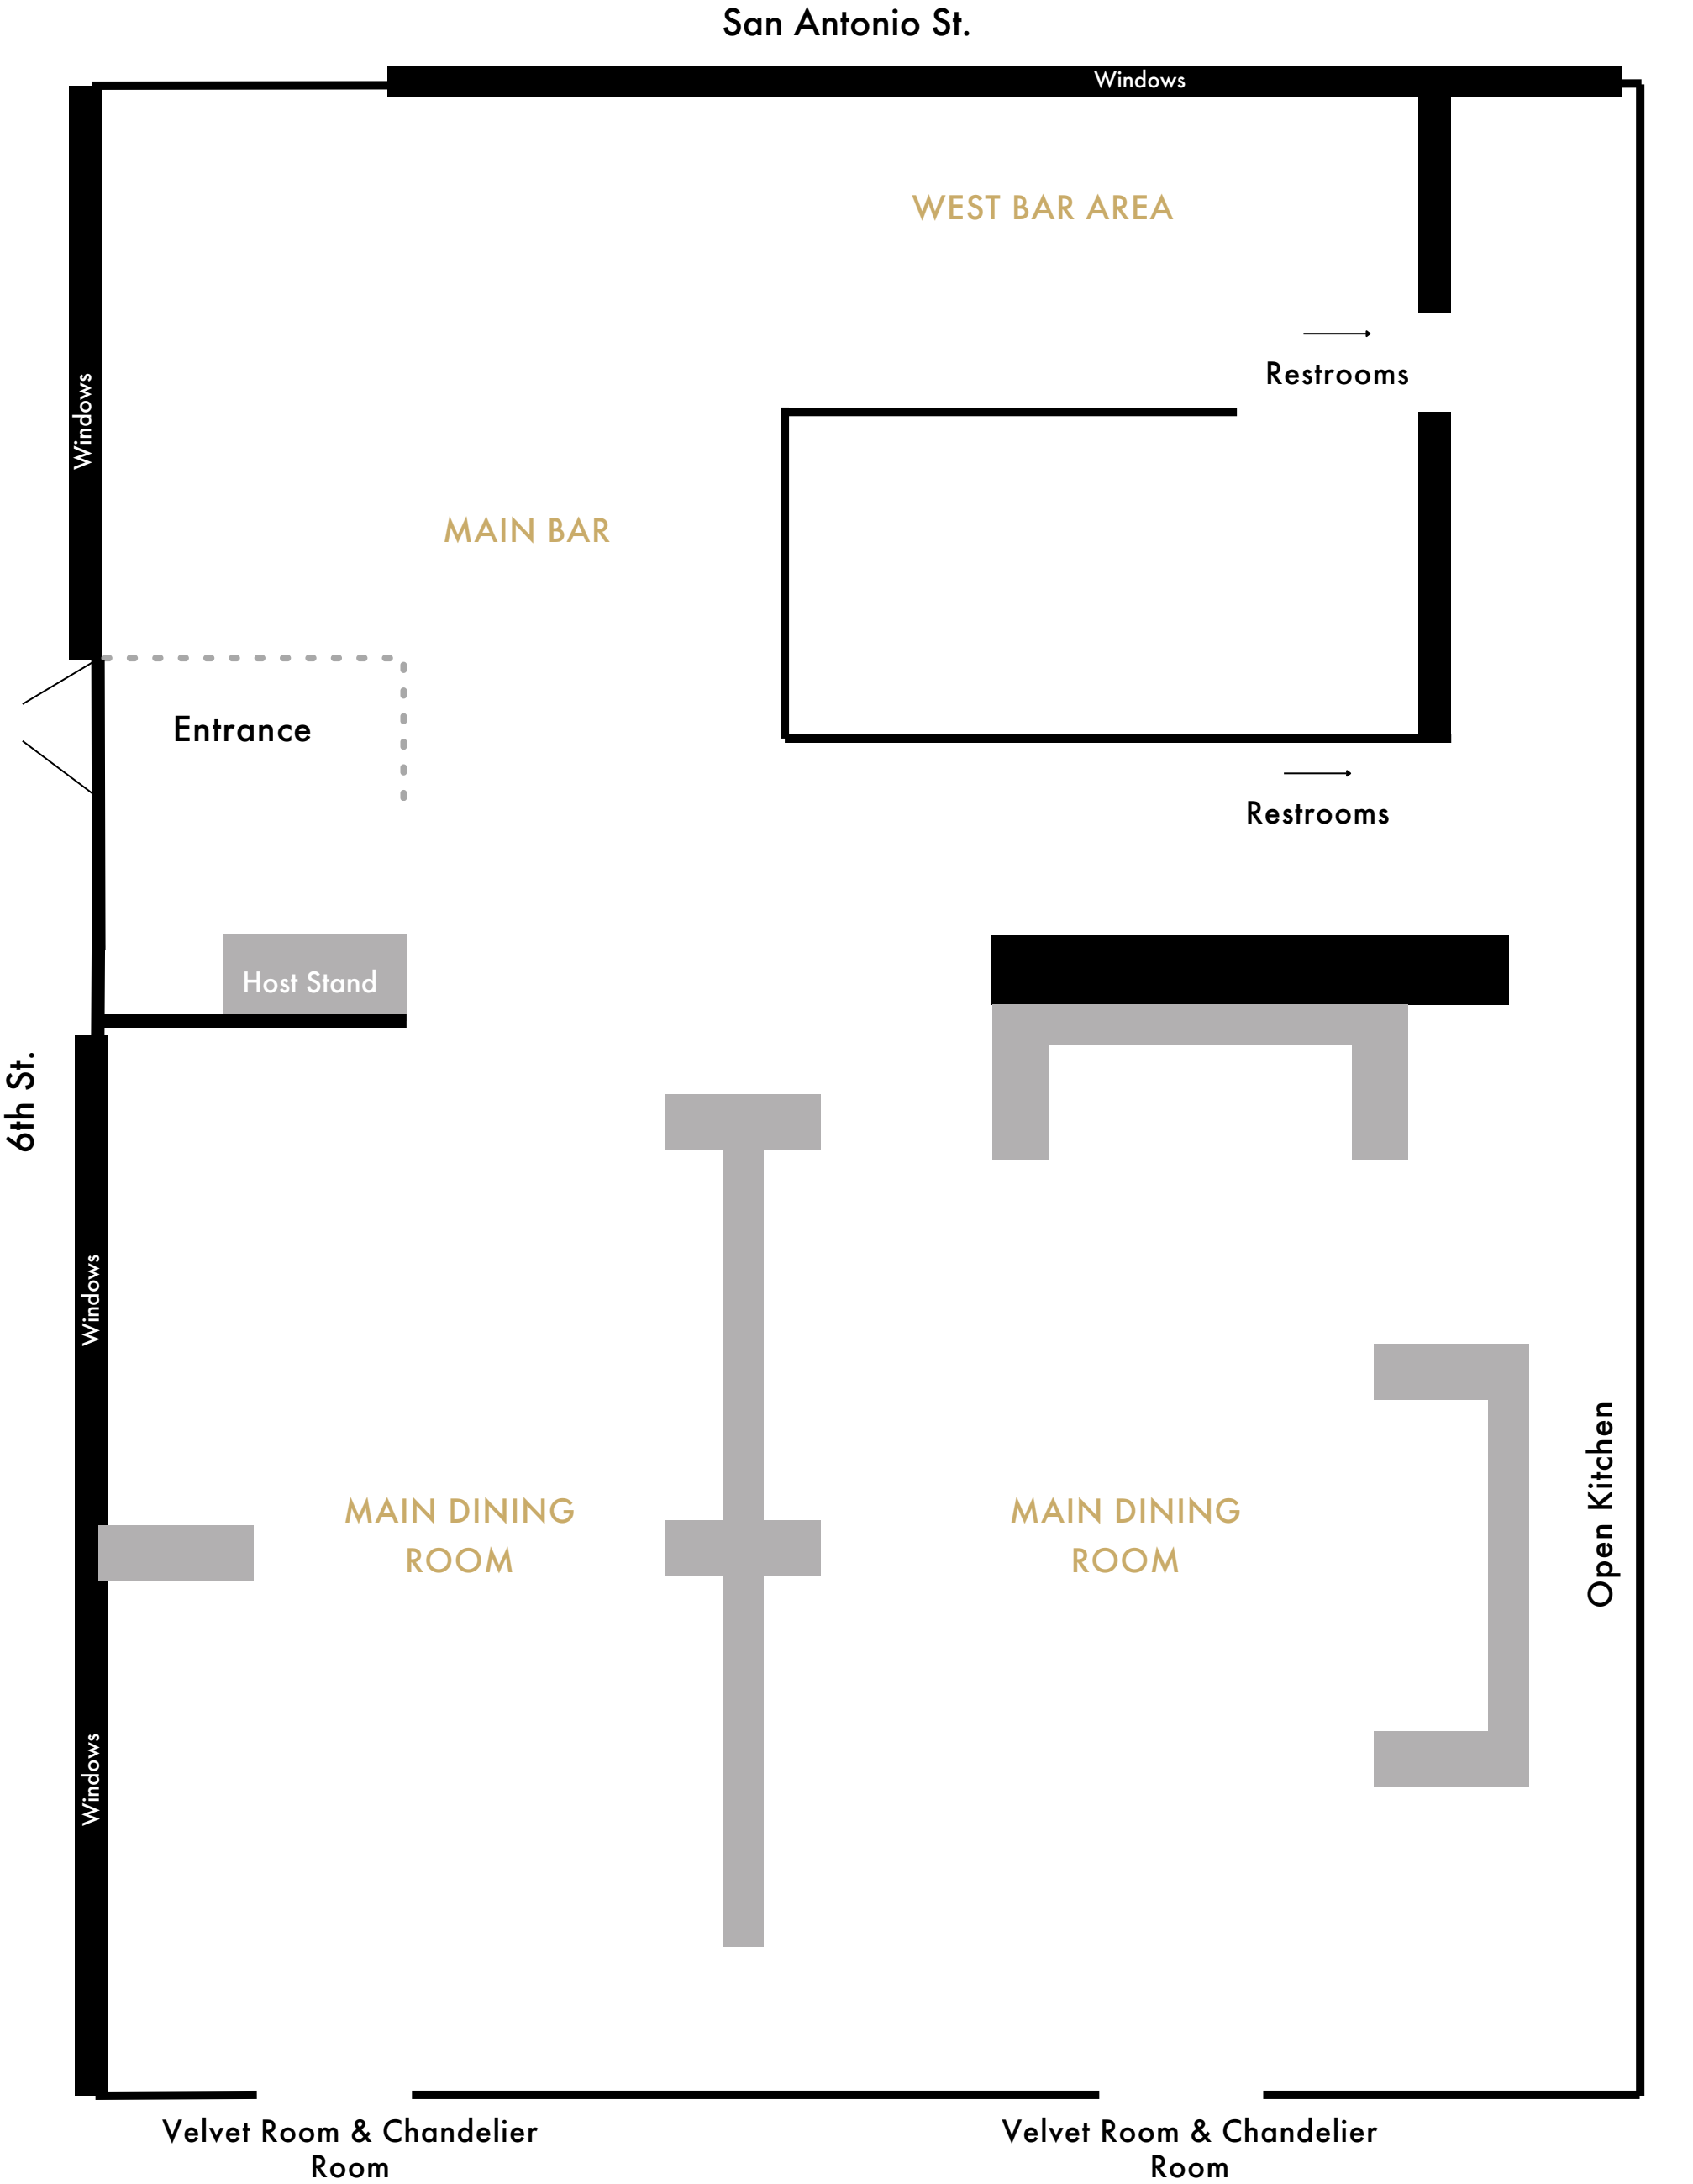 San Antonio St.
Windows
WEST BAR AREA
Restrooms
Windows
MAIN BAR
Entrance
Restrooms
Host Stand
6th St.
Windows
MAIN DINING
ROOM
MAIN DINING
ROOM
Open Kitchen
Windows
Velvet Room & Chandelier
Room
Velvet Room & Chandelier
Room